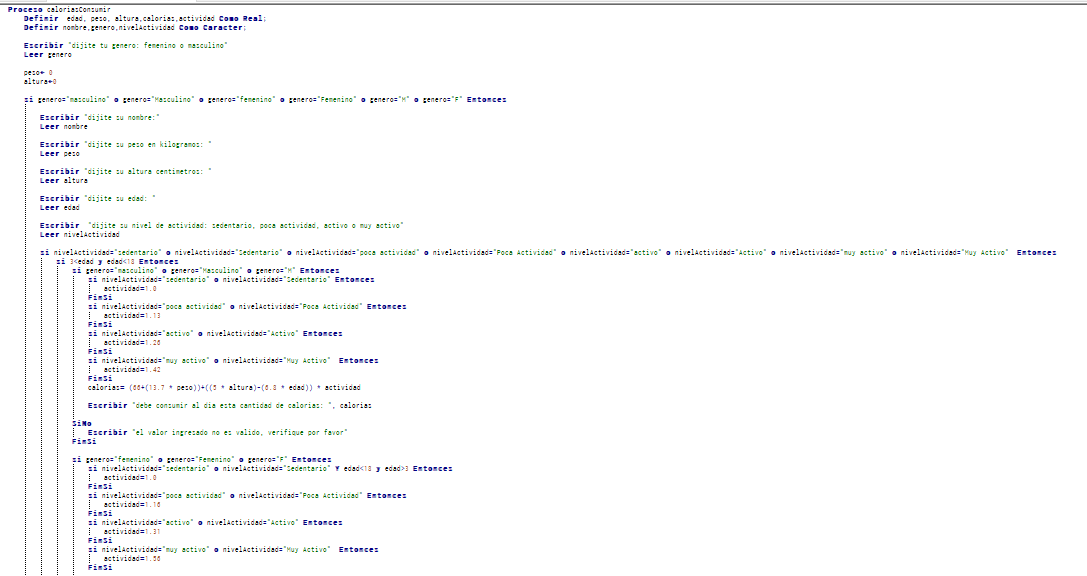 Proceso caloriasConsumir
Definir edad, peso, altura,calorias,actividad Como Real;
Definir nombre,genero,nivelActividad Como Caracter;
Escribir "dijite tu genero: femenino o masculino"
Leer genero
peso← 0
altura←0
si genero="masculino" o genero="Masculino" o genero="femenino" o genero="Femenino" o genero="M" o genero="F" Entonces
Escribir "dijite su nombre:"
Leer nombre
Escribir "dijite su peso en kilogramos: "
Leer peso
Escribir "dijite su altura centimetros: "
Leer altura
Escribir "dijite su edad: "
Leer edad
Escribir "dijite su nivel de actividad: sedentario, poca actividad, activo o muy activo"
Leer nivelActividad
si nivelActividad="sedentario" o nivelActividad="Sedentario" o nivelActividad="poca actividad" o nivelActividad="Poca Actividad" o nivelActividad="activo" o nivelActividad="Activo" o nivelActividad="muy activo" o nivelActividad="Muy Activo" Entonces
si 3<edad y edad<18 Entonces
si genero="masculino" o genero="Masculino" o genero="M" Entonces
si nivelActividad="sedentario" o nivelActividad="Sedentario" Entonces
actividad=1.0
FinSi
si nivelActividad="poca actividad" o nivelActividad="Poca Actividad" Entonces
actividad=1.13
FinSi
si nivelActividad="activo" o nivelActividad="Activo" Entonces
actividad=1.26
FinSi
si nivelActividad="muy activo" o nivelActividad="Muy Activo" Entonces
actividad=1.42
FinSi
calorias= (66+(13.7 * peso))+((5 * altura)-(6.8 * edad)) * actividad
Escribir "debe consumir al dia esta cantidad de calorias: ", calorias
SiNo
Escribir "el valor ingresado no es valido, verifique por favor"
FinSi
si genero="femenino" o genero="Femenino" o genero="F" Entonces
si nivelActividad="sedentario" o nivelActividad="Sedentario" Y edad<18 y edad>3 Entonces
actividad=1.0
FinSi
si nivelActividad="poca actividad" o nivelActividad="Poca Actividad" Entonces
actividad=1.16
FinSi
si nivelActividad="activo" o nivelActividad="Activo" Entonces
actividad=1.31
FinSi
si nivelActividad="muy activo" o nivelActividad="Muy Activo" Entonces
actividad=1.56
FinSi